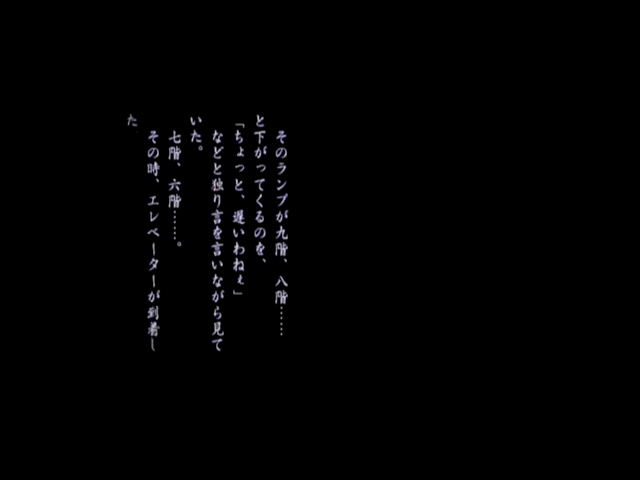 そのランプが九階、八階……
と下がってくるのを、
「ちょっと、遅いわねぇ」
などと独り言を言いながら見て
いた。
七階、六階……。
その時、エレベーターが到着し
た